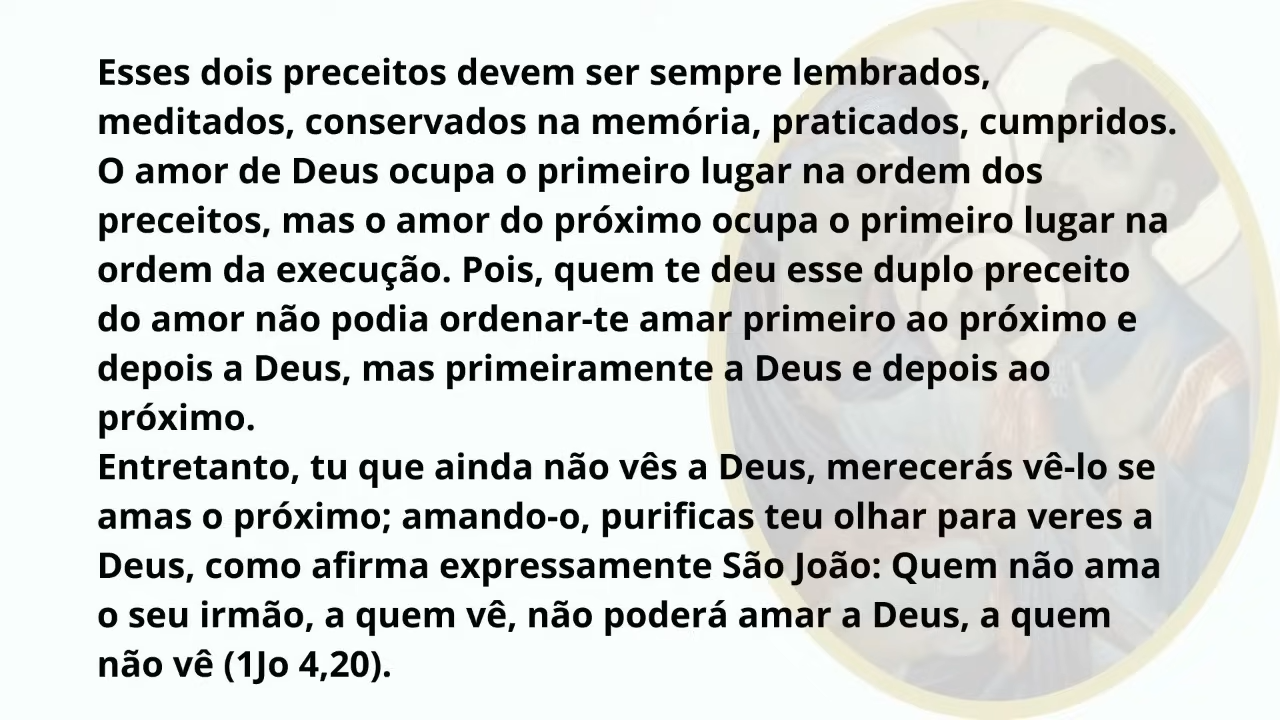 Esses dois preceitos devem ser sempre lembrados,
meditados, conservados na memória, praticados, cumpridos.
O amor de Deus ocupa o primeiro lugar na ordem dos
preceitos, mas o amor do próximo ocupa o primeiro lugar na
ordem da execução. Pois, quem te deu esse duplo preceito
do amor não podia ordenar-te amar primeiro ao próximo e
depois a Deus, mas primeiramente a Deus e depois ao
próximo.
Entretanto, tu que ainda não vês a Deus, merecerás vê-lo se
amas o próximo; amando-o, purificas teu olhar para veres a
Deus, como afirma expressamente São João: Quem não ama
o seu irmão, a quem vê, não poderá amar a Deus, a quem
não vê (1Jo 4,20).